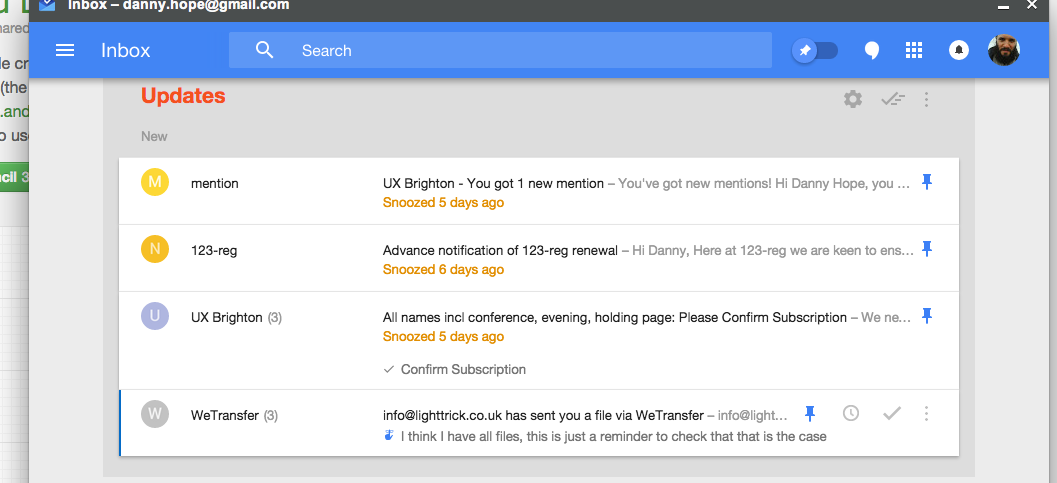 Inbox – danny.hope@gmail.com
Inbox
Search
Updates
New
M
mention
UX Brighton - You got 1 new mention – You've got new mentions! Hi Danny Hope, you ...
Snoozed 5 days ago
N
123-reg
Advance notification of 123-reg renewal – Hi Danny, Here at 123-reg we are keen to ens...
Snoozed 6 days ago
U
UX Brighton (3)
All names incl conference, evening, holding page: Please Confirm Subscription – We ne...
Snoozed 5 days ago
Confirm Subscription
W
WeTransfer (3)
info@lighttrick.co.uk has sent you a file via WeTransfer – info@light...
I think I have all files, this is just a reminder to check that that is the case